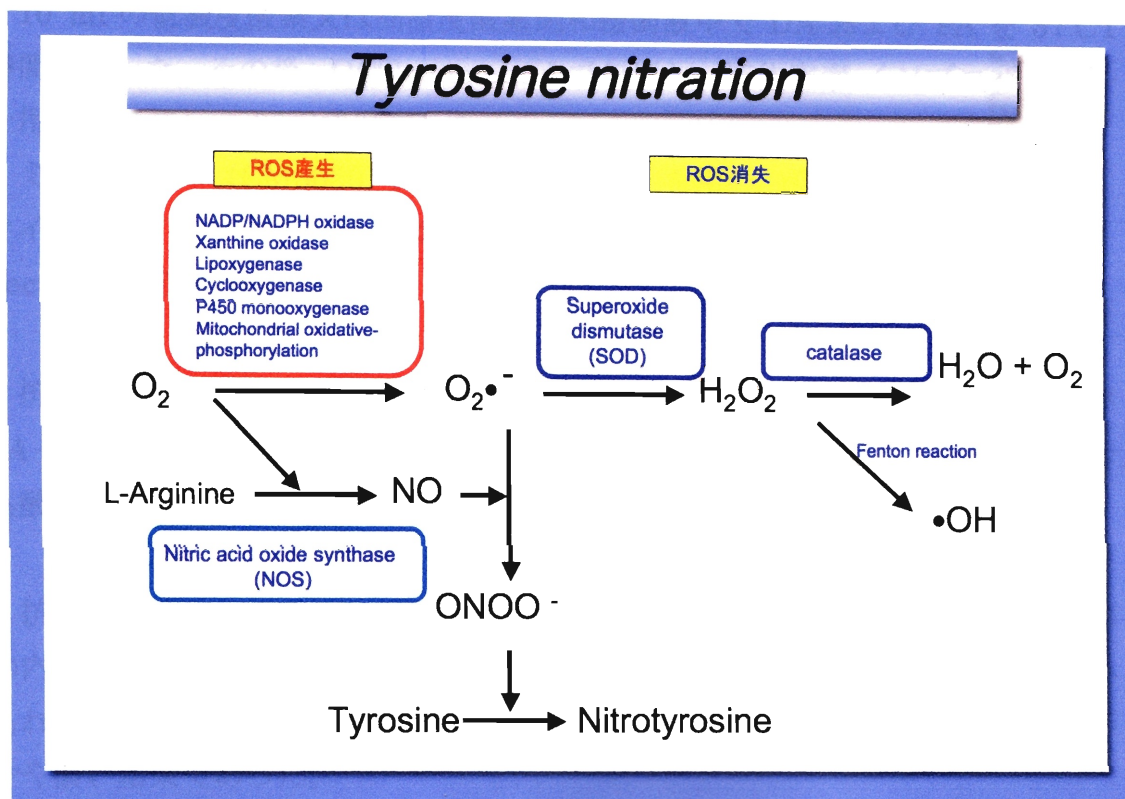 Tyrosine nitration
ROS産生
ROS消失
NADP/NADPH oxidase
Xanthine oxidase
Lipoxygenase
Cyclooxygenase
P450 monooxygenase
Mitochondrial oxidative-
phosphorylation
Superoxide
dismutase
(SOD)
catalase
O₂
O₂•⁻
H₂O₂
H₂O + O₂
Fenton reaction
L-Arginine
NO
•OH
Nitric acid oxide synthase
(NOS)
ONOO⁻
Tyrosine
Nitrotyrosine